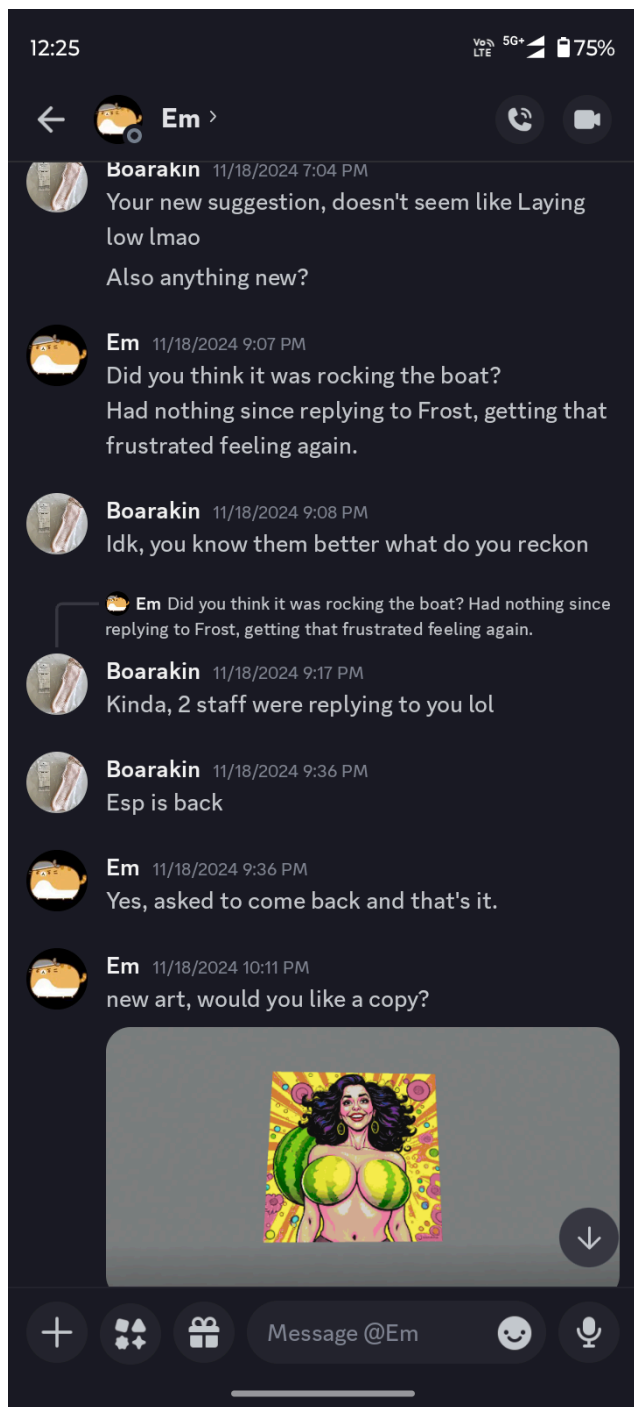 12:25
Vo LTE 5G+ 75%
Em
Boarakin 11/18/2024 7:04 PM
Your new suggestion, doesn't seem like Laying
low lmao
Also anything new?
Em 11/18/2024 9:07 PM
Did you think it was rocking the boat?
Had nothing since replying to Frost, getting that
frustrated feeling again.
Boarakin 11/18/2024 9:08 PM
Idk, you know them better what do you reckon
Em Did you think it was rocking the boat? Had nothing since
replying to Frost, getting that frustrated feeling again.
Boarakin 11/18/2024 9:17 PM
Kinda, 2 staff were replying to you lol
Boarakin 11/18/2024 9:36 PM
Esp is back
Em 11/18/2024 9:36 PM
Yes, asked to come back and that's it.
Em 11/18/2024 10:11 PM
new art, would you like a copy?
Message @Em